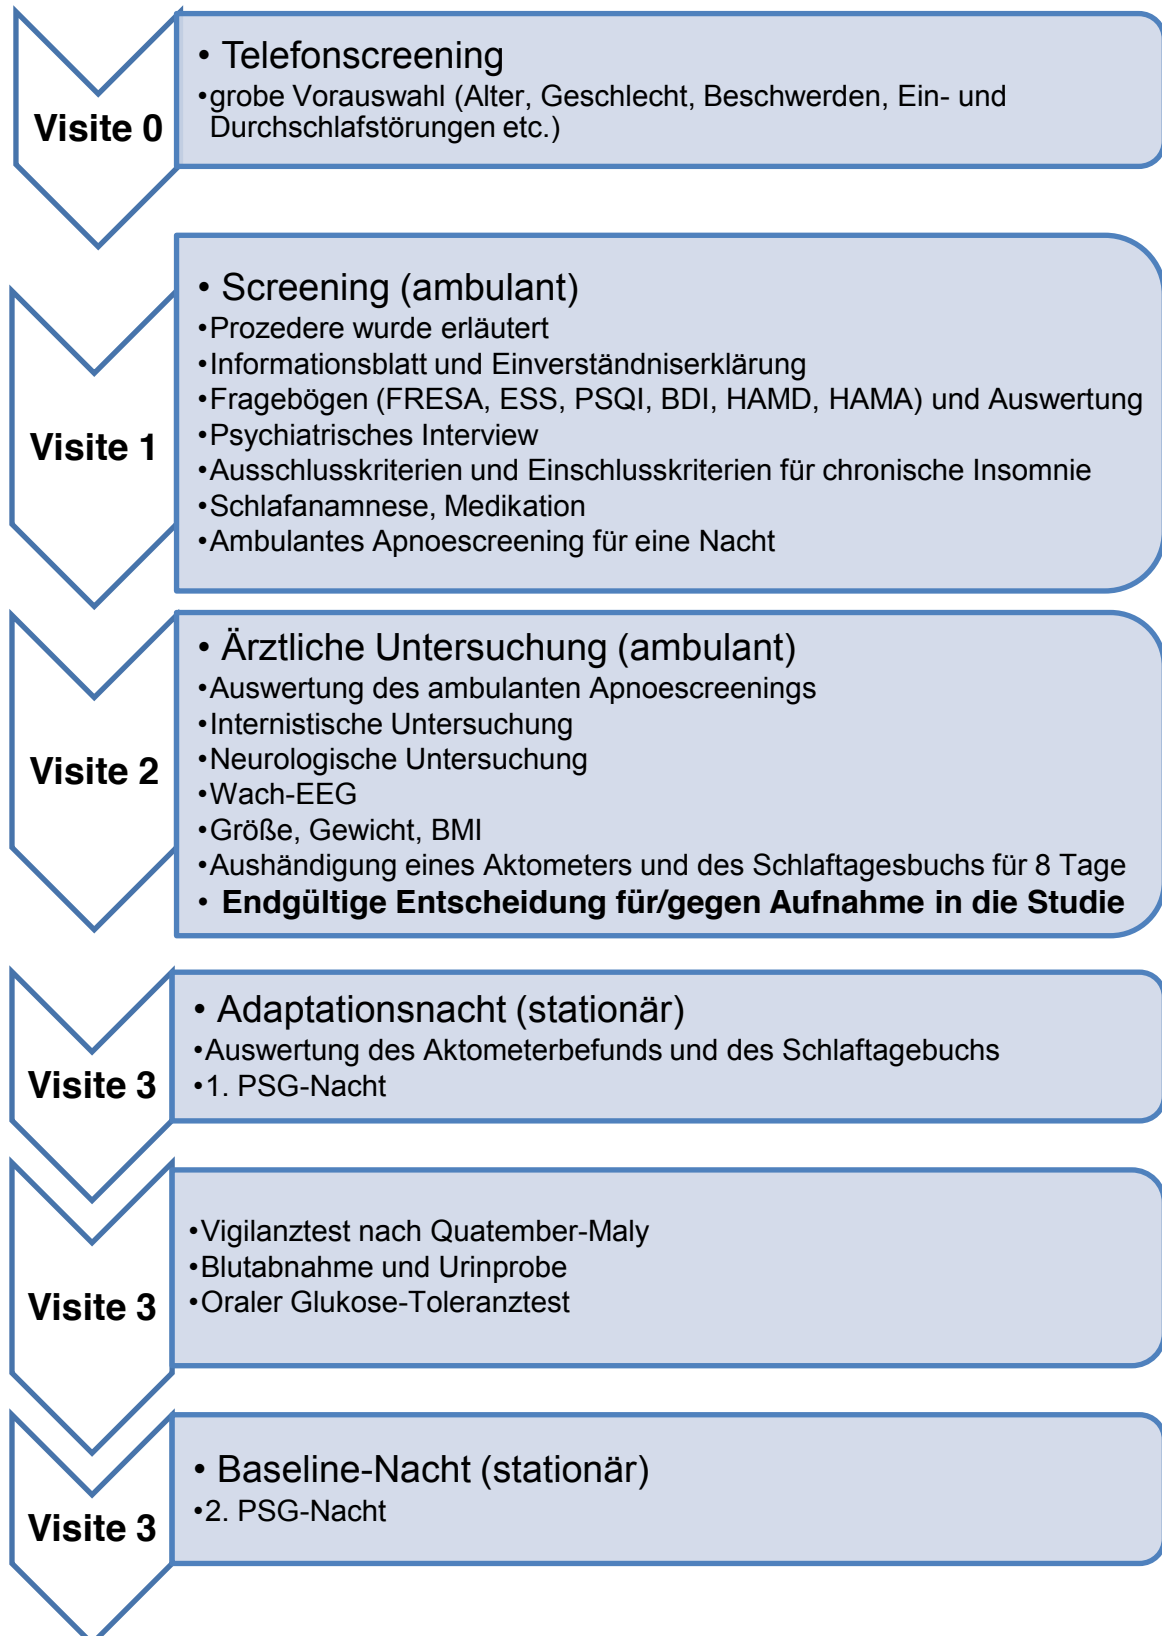 Visite 0
• Telefonscreening
•grobe Vorauswahl (Alter, Geschlecht, Beschwerden, Ein- und
Durchschlafstörungen etc.)
Visite 1
• Screening (ambulant)
•Prozedere wurde erläutert
•Informationsblatt und Einverständniserklärung
•Fragebögen (FRESA, ESS, PSQI, BDI, HAMD, HAMA) und Auswertung
•Psychiatrisches Interview
•Ausschlusskriterien und Einschlusskriterien für chronische Insomnie
•Schlafanamnese, Medikation
•Ambulantes Apnoescreening für eine Nacht
Visite 2
• Ärztliche Untersuchung (ambulant)
•Auswertung des ambulanten Apnoescreenings
•Internistische Untersuchung
•Neurologische Untersuchung
•Wach-EEG
•Größe, Gewicht, BMI
•Aushändigung eines Aktometers und des Schlaftagesbuchs für 8 Tage
• Endgültige Entscheidung für/gegen Aufnahme in die Studie
Visite 3
• Adaptationsnacht (stationär)
•Auswertung des Aktometerbefunds und des Schlaftagebuchs
•1. PSG-Nacht
Visite 3
•Vigilanztest nach Quatember-Maly
•Blutabnahme und Urinprobe
•Oraler Glukose-Toleranztest
Visite 3
• Baseline-Nacht (stationär)
•2. PSG-Nacht